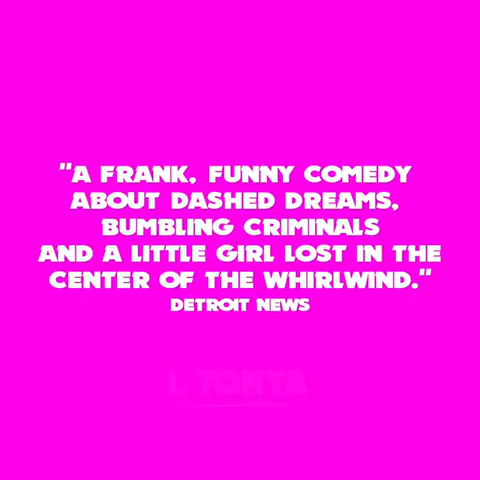 "A FRANK, FUNNY COMEDY
ABOUT DASHED DREAMS,
BUMBLING CRIMINALS
AND A LITTLE GIRL LOST IN THE
CENTER OF THE WHIRLWIND."
DETROIT NEWS
I, TONYA